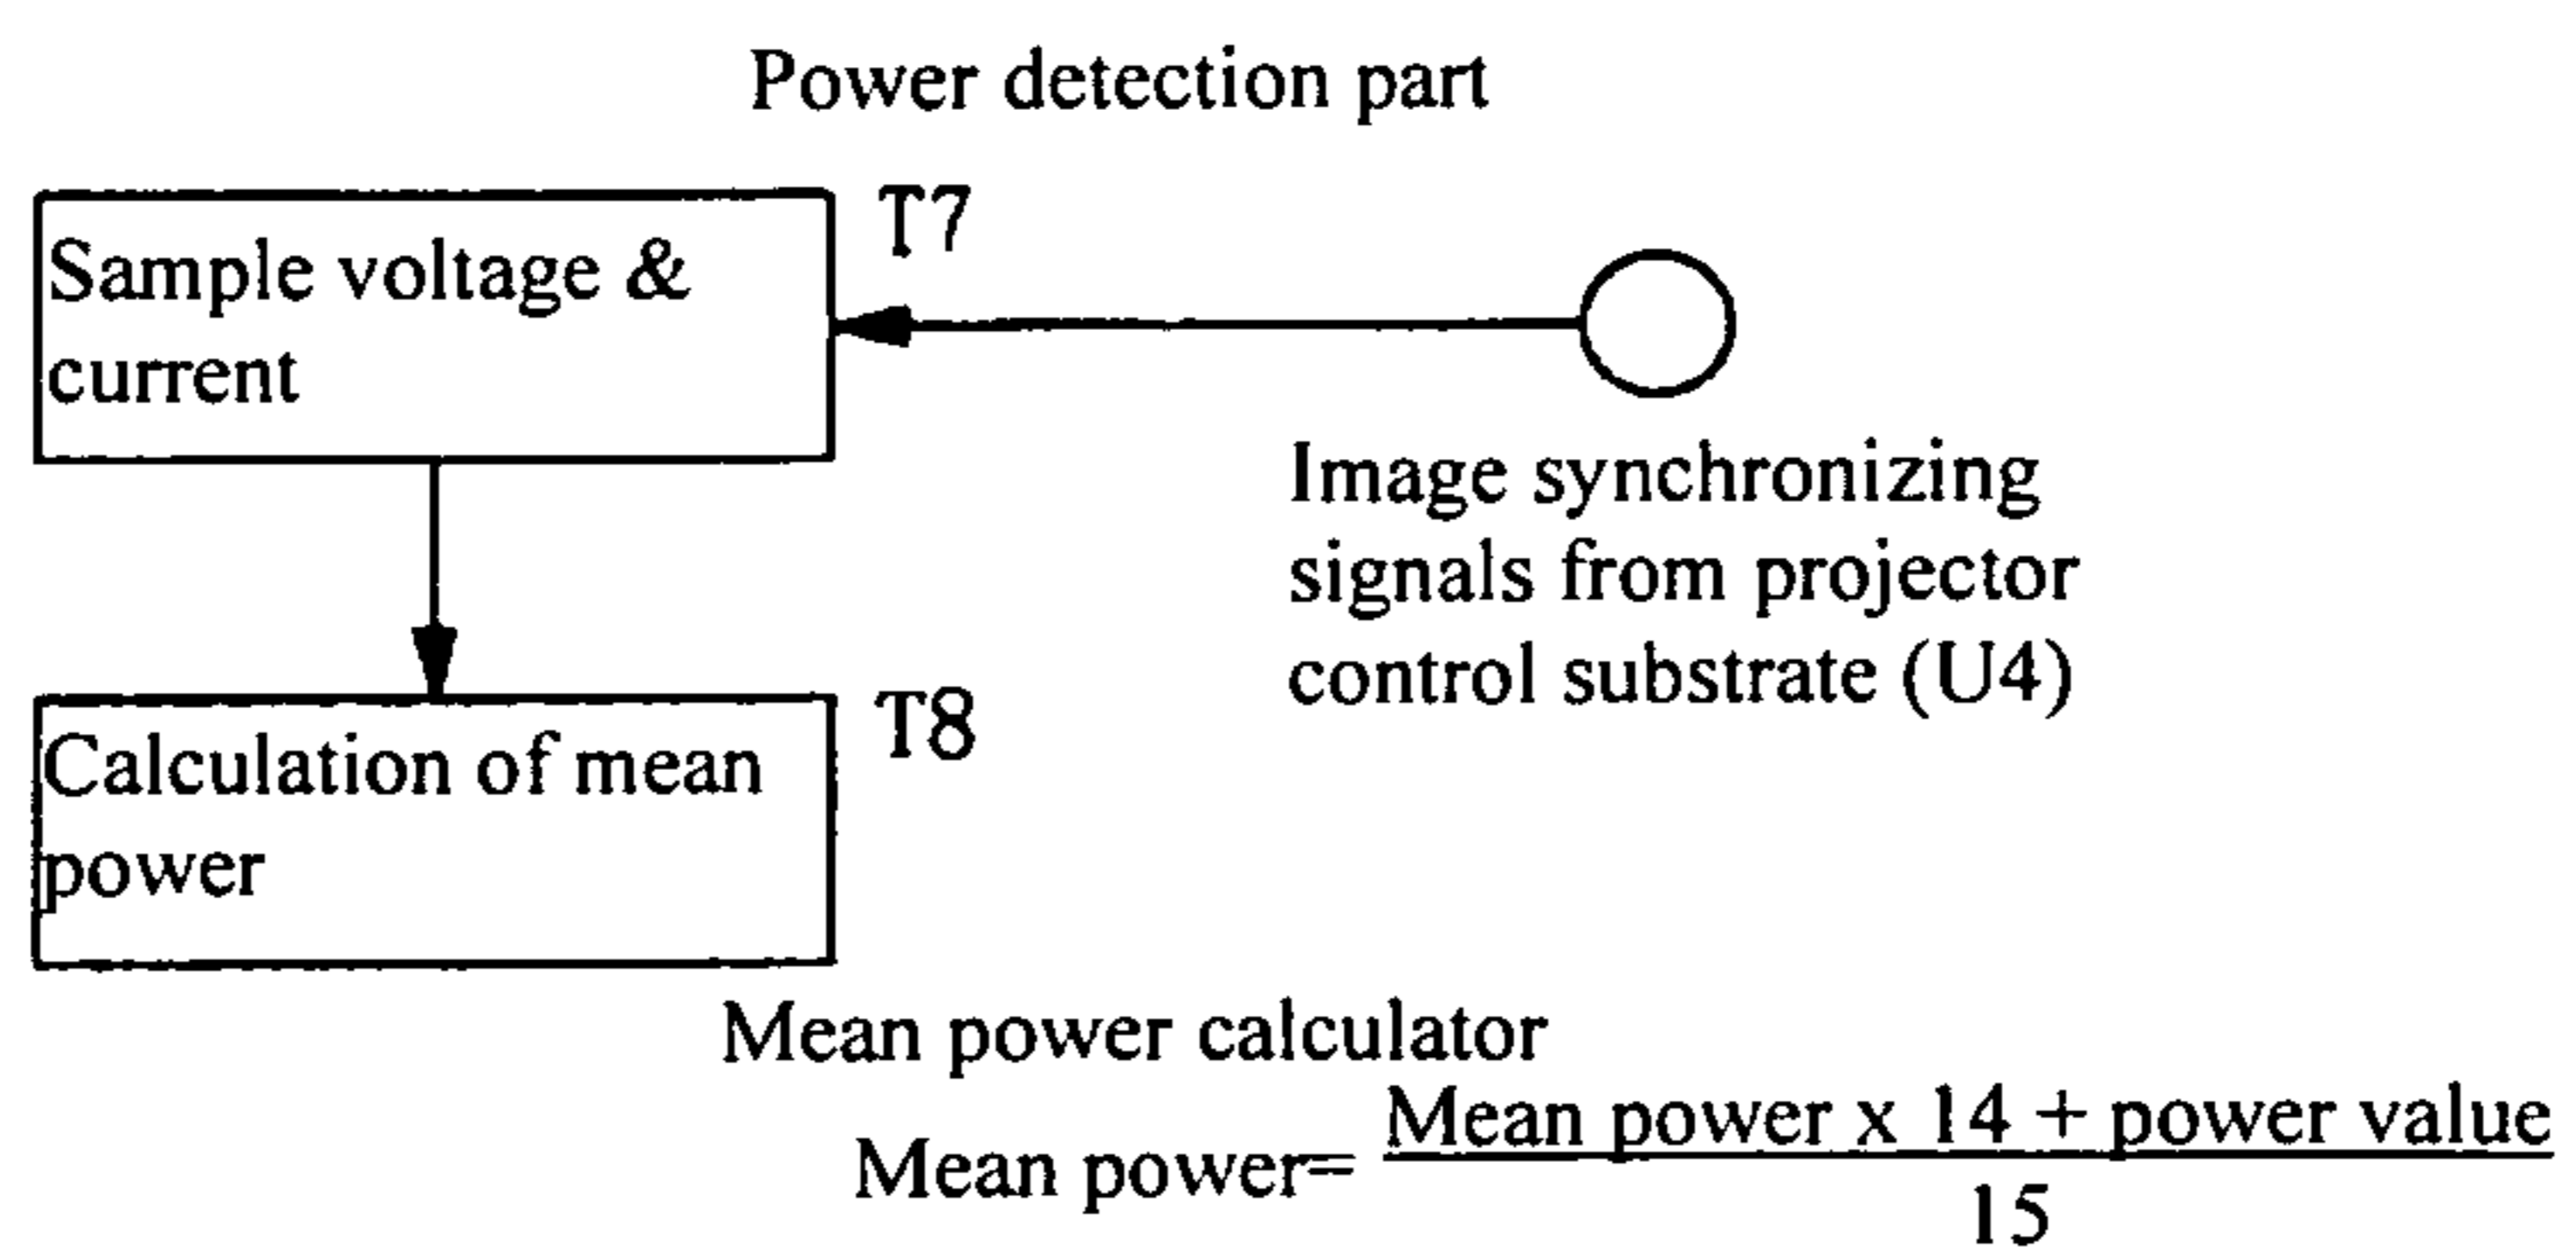 Power detection part
T7
Sample voltage &
current
Image synchronizing
signals from projector
control substrate (U4)
T8
Calculation of mean
power
Mean power calculator
Mean power x 14 + power value
Mean power=
15